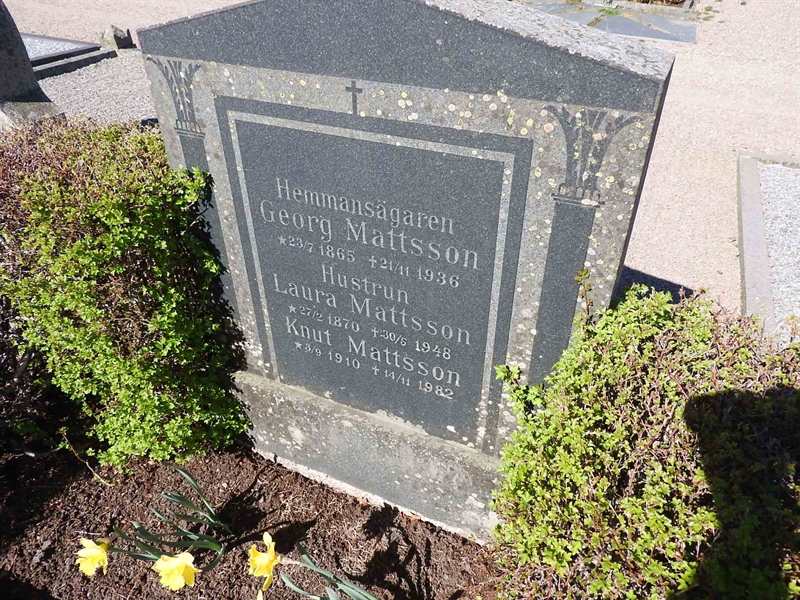 Hemmansägaren
Georg Mattsson
★23/7 1865 +21/11 1936
Hustrun
Laura Mattsson
★27/2 1870 +30/5 1948
Knut Mattsson
★3/9 1910 +14/11 1982